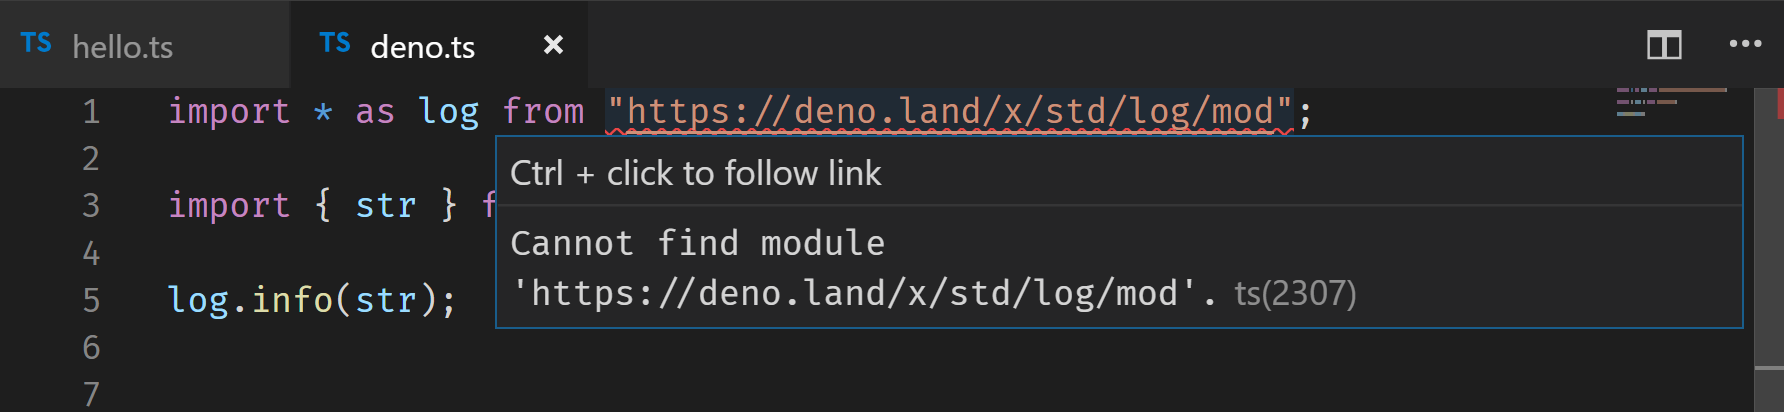 TS hello.ts TS deno.ts ×
1 import * as log from "https://deno.land/x/std/log/mod";
Ctrl + click to follow link
Cannot find module
'https://deno.land/x/std/log/mod'. ts(2307)
2
3 import { str } f
4
5 log.info(str);
6
7